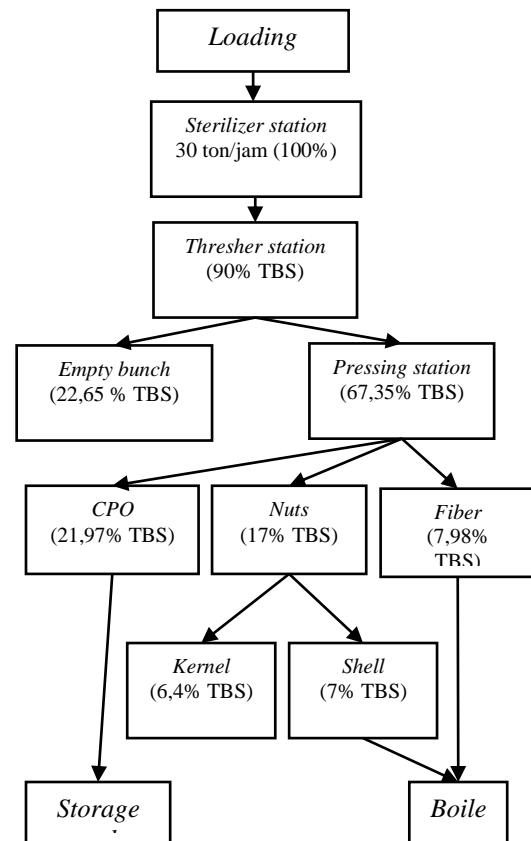 Loading
Sterilizer station
30 ton/jam (100%)
Thresher station
(90% TBS)
Empty bunch
(22,65 % TBS)
Pressing station
(67,35% TBS)
CPO
(21,97% TBS)
Nuts
(17% TBS)
Fiber
(7,98%
TBS)
Kernel
(6,4% TBS)
Shell
(7% TBS)
Storage
Boile